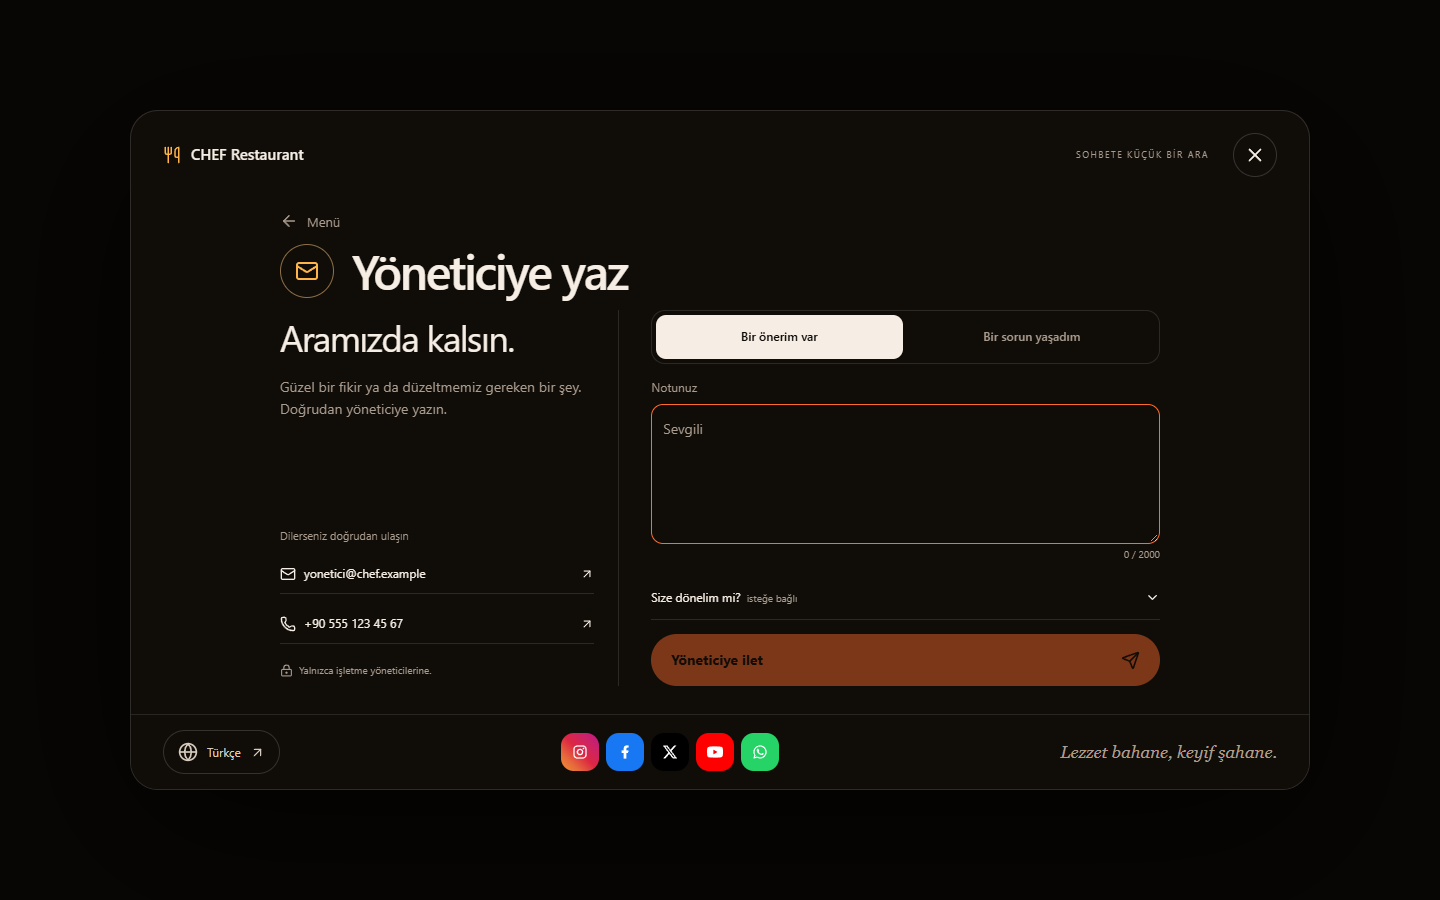 CHEF Restaurant
SOHBETE KÜÇÜK BİR ARA
Menü
Yöneticiye yaz
Aramızda kalsın.
Güzel bir fikir ya da düzeltmemiz gereken bir şey.
Doğrudan yöneticiye yazın.
Dilerseniz doğrudan ulaşın
yonetici@chef.example
+90 555 123 45 67
Yalnızca işletme yöneticilerine.
Bir önerim var
Bir sorun yaşadım
Notunuz
Sevgili
0 / 2000
Size dönelim mi? isteğe bağlı
Yöneticiye ilet
Türkçe
Lezzet bahane, keyif şahane.